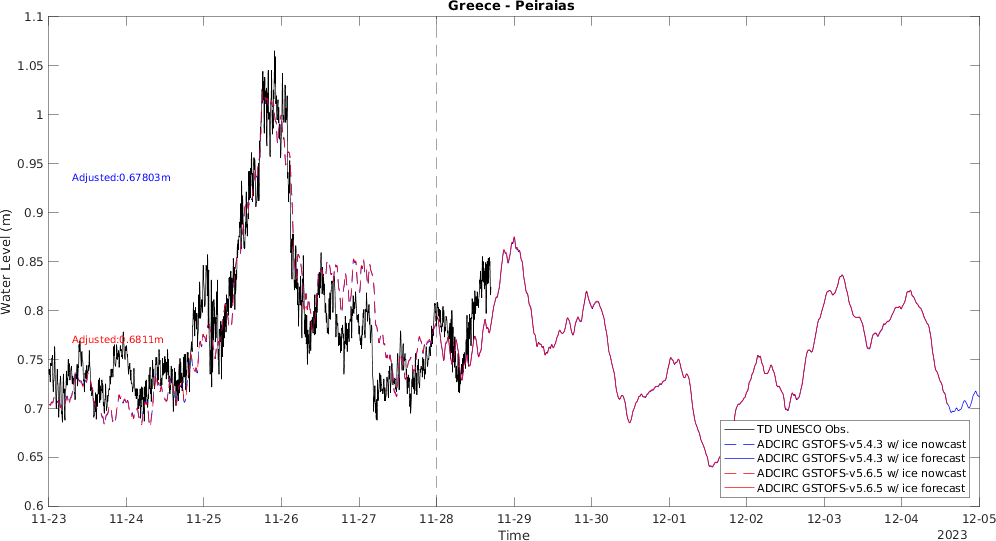 Greece - Peiraias
1.1
1.05
1
0.95
0.9
0.85
0.8
0.75
0.7
0.65
0.6
Water Level (m)
Adjusted:0.67803m
Adjusted:0.6811m
TD UNESCO Obs.
ADCIRC GSTOFS-v5.4.3 w/ ice nowcast
ADCIRC GSTOFS-v5.4.3 w/ ice forecast
ADCIRC GSTOFS-v5.6.5 w/ ice nowcast
ADCIRC GSTOFS-v5.6.5 w/ ice forecast
11-23 11-24 11-25 11-26 11-27 11-28 11-29 11-30 12-01 12-02 12-03 12-04 12-05
Time
2023